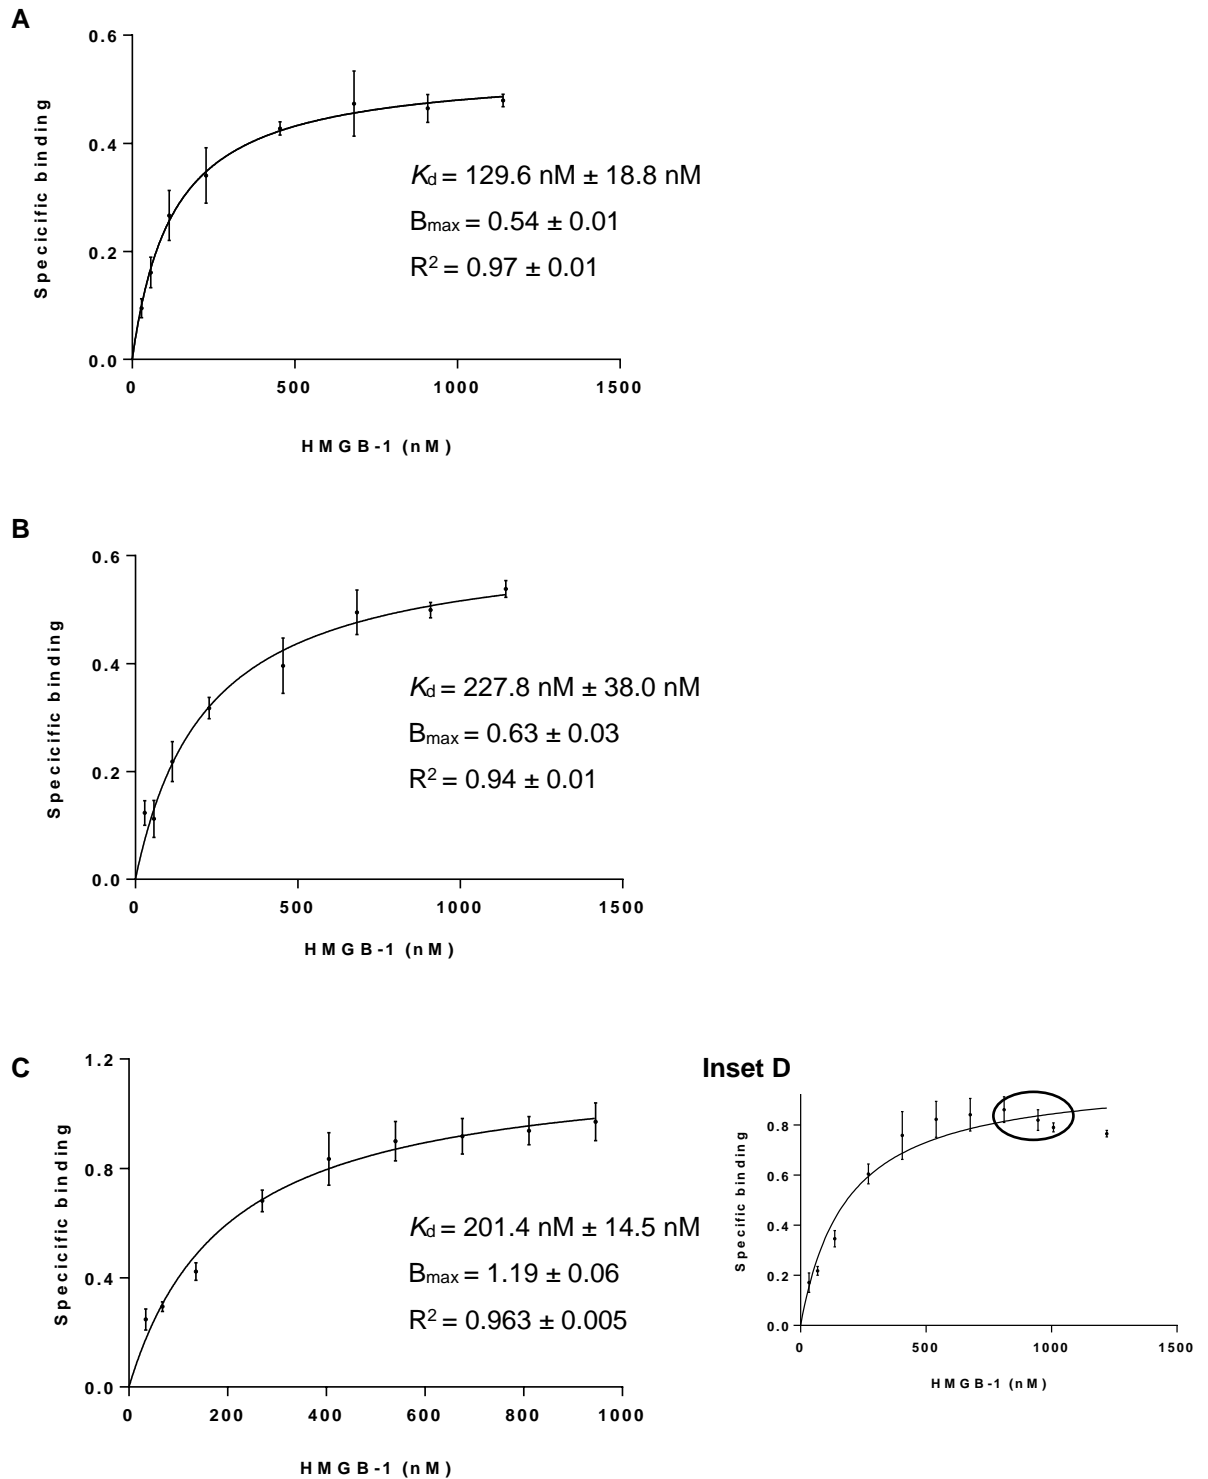 A
0.6
0.4
0.2
0.0
Specicific binding
0 500 1000 1500
HMGB-1 (nM)
Kd = 129.6 nM ± 18.8 nM
Bmax = 0.54 ± 0.01
R² = 0.97 ± 0.01
B
0.6
0.4
0.2
0.0
Specicific binding
0 500 1000 1500
HMGB-1 (nM)
Kd = 227.8 nM ± 38.0 nM
Bmax = 0.63 ± 0.03
R² = 0.94 ± 0.01
C
1.2
0.8
0.4
0.0
Specicific binding
0 200 400 600 800 1000
HMGB-1 (nM)
Kd = 201.4 nM ± 14.5 nM
Bmax = 1.19 ± 0.06
R² = 0.963 ± 0.005
Inset D
0.8
0.6
0.4
0.2
0.0
Specific binding
0 500 1000 1500
HMGB-1 (nM)